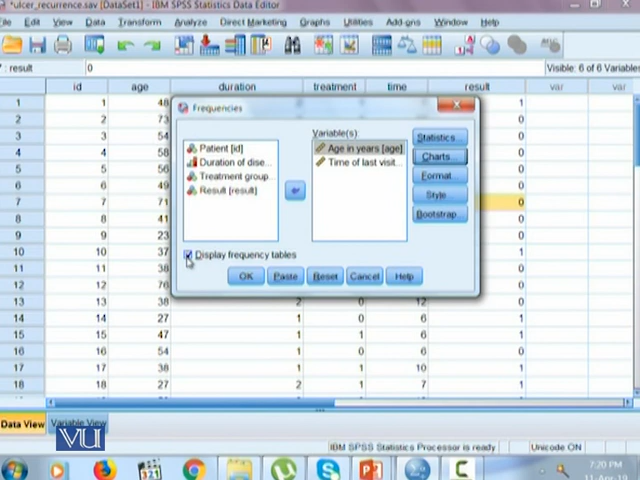 *ulcer_recurrence.sav [DataSet1] - IBM SPSS Statistics Data Editor
Edit View Data Transform Analyze Direct Marketing Graphs Utilities Add-ons Window Help
: result 0 Visible: 6 of 6 Variables
id age duration treatment time result var var
1 1 48 1
2 2 73 0
3 3 54 0
4 4 58 0
5 5 56 0
6 6 49 0
7 7 71 0
8 8 41 0
9 9 23 0
10 10 37 1
11 11 38 0
12 12 76 0
13 13 38 2 0 12 0
14 14 27 1 0 6 1
15 15 47 1 1 6 1
16 16 54 1 0 6 0
17 17 38 1 1 10 1
18 18 27 2 1 7 1
Frequencies
Variable(s):
Patient [id]
Duration of dise...
Treatment group...
Result [result]
Age in years [age]
Time of last visit...
Statistics...
Charts...
Format...
Style...
Bootstrap...
Display frequency tables
OK Paste Reset Cancel Help
Data View Variable View
VU
IBM SPSS Statistics Processor is ready Unicode ON
321
7:20 PM
11-Apr-19